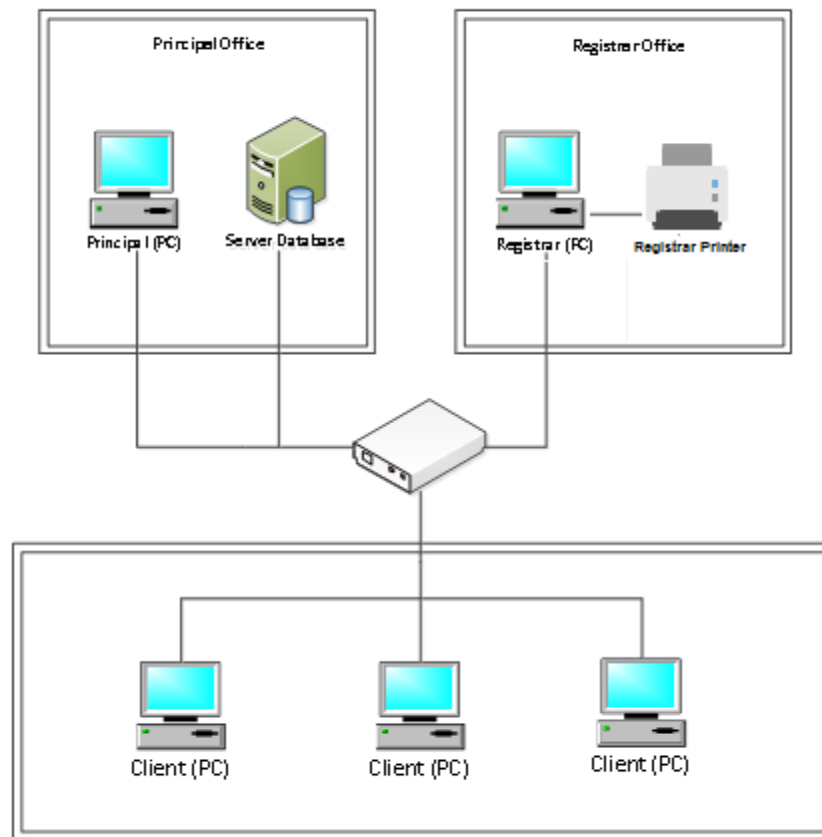 Principal Office
Registrar Office
Principal (PC)
Server Database
Registrar (PC)
Registrar Printer
Client (PC)
Client (PC)
Client (PC)